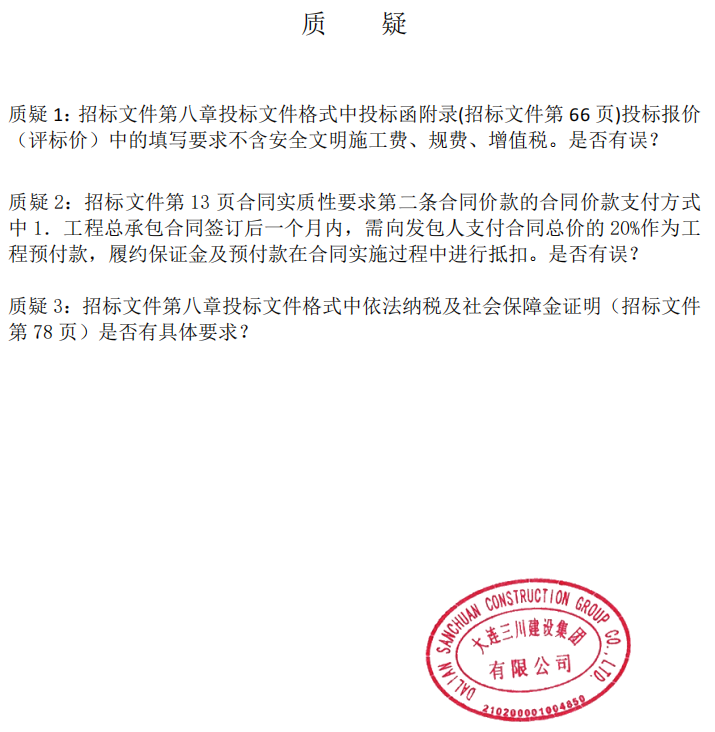 质 疑
质疑 1：招标文件第八章投标文件格式中投标函附录(招标文件第 66 页)投标报价
（评标价）中的填写要求不含安全文明施工费、规费、增值税。是否有误？
质疑 2：招标文件第 13 页合同实质性要求第二条合同价款的合同价款支付方式
中 1．工程总承包合同签订后一个月内，需向发包人支付合同总价的 20%作为工
程预付款，履约保证金及预付款在合同实施过程中进行抵扣。是否有误？
质疑 3：招标文件第八章投标文件格式中依法纳税及社会保障金证明（招标文件
第 78 页）是否有具体要求？
DALIAN SANCHUAN CONSTRUCTION GROUP CO., LTD.
大连三川建设集团
有限公司
210200001004850